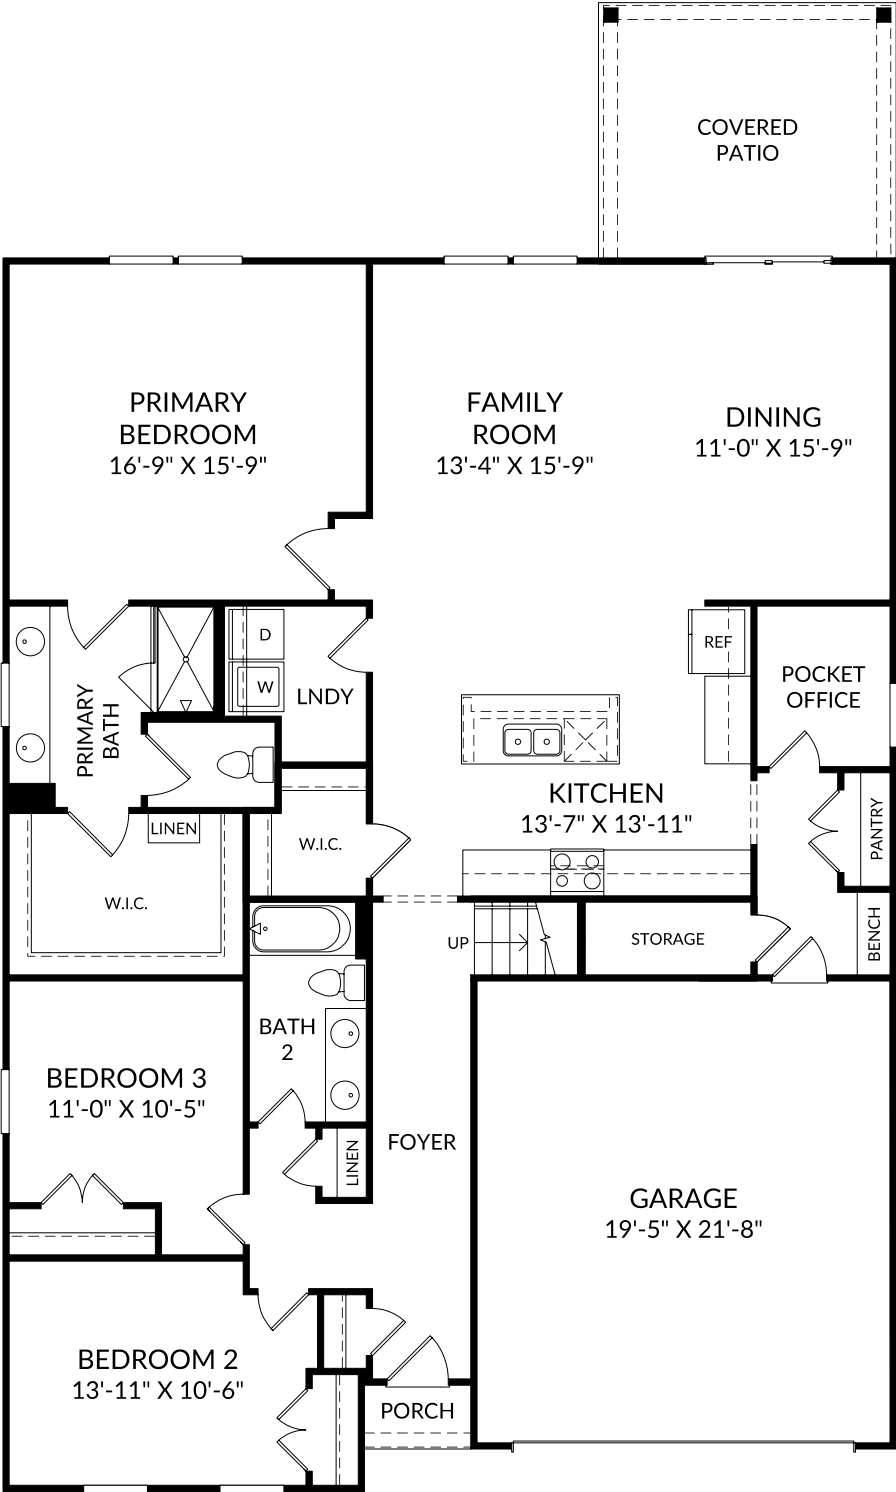 COVERED
PATIO
PRIMARY
BEDROOM
16'-9" X 15'-9"
FAMILY
ROOM
13'-4" X 15'-9"
DINING
11'-0" X 15'-9"
D
W
LNDY
REF
POCKET
OFFICE
PRIMARY
BATH
KITCHEN
13'-7" X 13'-11"
LINEN
W.I.C.
PANTRY
W.I.C.
UP
STORAGE
BENCH
BATH
2
BEDROOM 3
11'-0" X 10'-5"
LINEN
FOYER
GARAGE
19'-5" X 21'-8"
BEDROOM 2
13'-11" X 10'-6"
PORCH